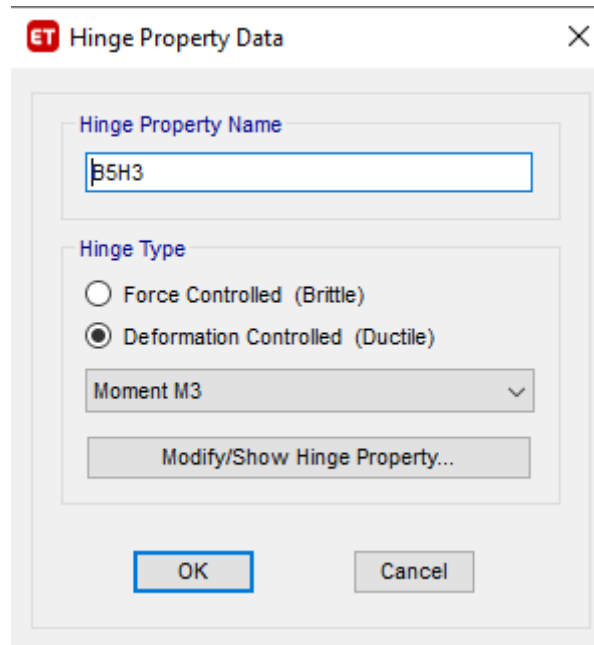 ET Hinge Property Data
Hinge Property Name
B5H3
Hinge Type
Force Controlled (Brittle)
Deformation Controlled (Ductile)
Moment M3
Modify/Show Hinge Property...
OK Cancel